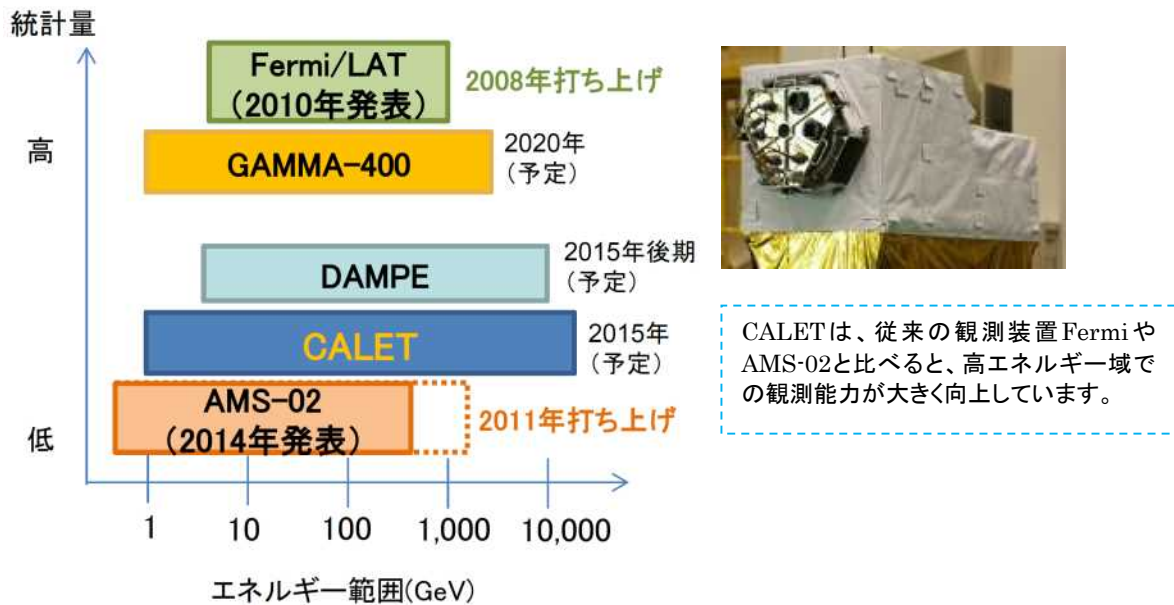 統計量
高
低
Fermi/LAT
(2010年発表)
2008年打ち上げ
GAMMA-400
2020年
(予定)
DAMPE
2015年後期
(予定)
CALET
2015年
(予定)
AMS-02
(2014年発表)
2011年打ち上げ
1 10 100 1,000 10,000
エネルギー範囲(GeV)
CALETは、従来の観測装置Fermiや
AMS-02と比べると、高エネルギー域で
の観測能力が大きく向上しています。